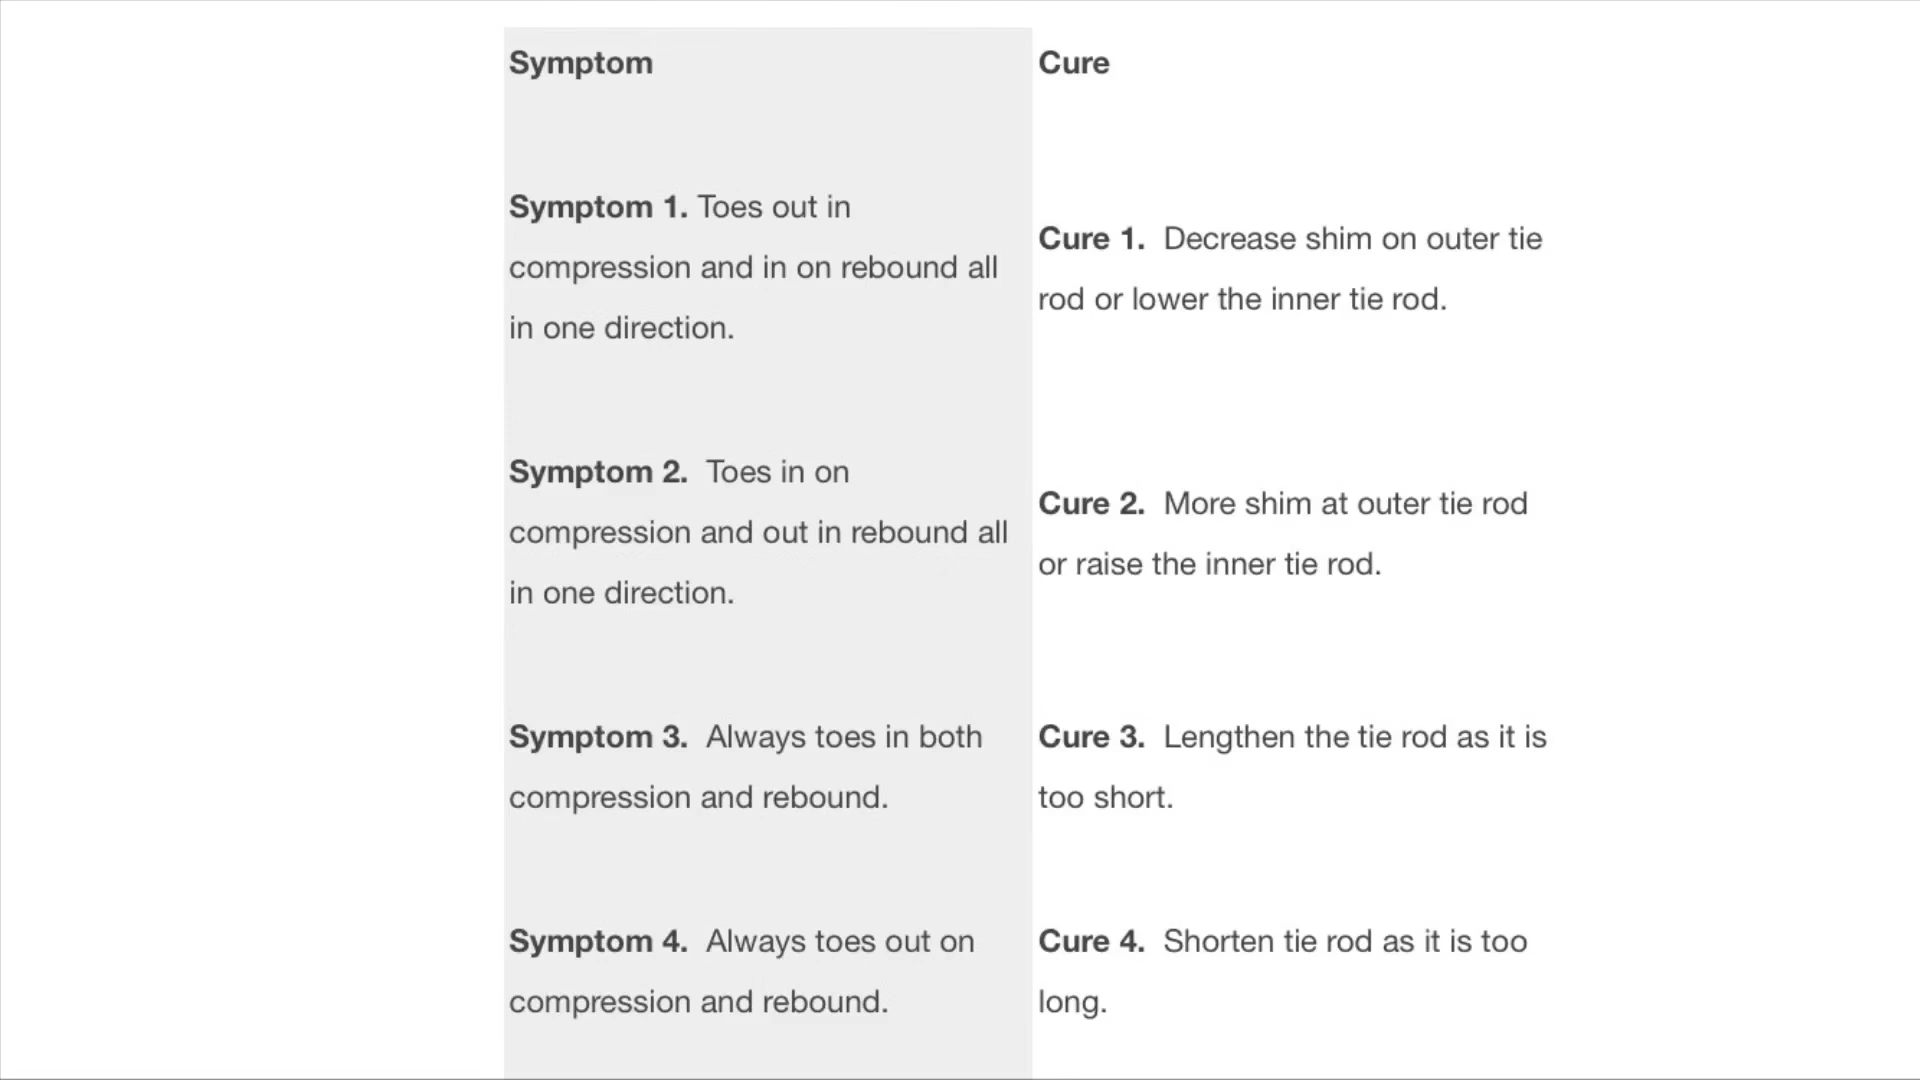 Symptom
Cure
Symptom 1. Toes out in
compression and in on rebound all
in one direction.
Cure 1.  Decrease shim on outer tie
rod or lower the inner tie rod.
Symptom 2.  Toes in on
compression and out in rebound all
in one direction.
Cure 2.  More shim at outer tie rod
or raise the inner tie rod.
Symptom 3.  Always toes in both
compression and rebound.
Cure 3.  Lengthen the tie rod as it is
too short.
Symptom 4.  Always toes out on
compression and rebound.
Cure 4.  Shorten tie rod as it is too
long.